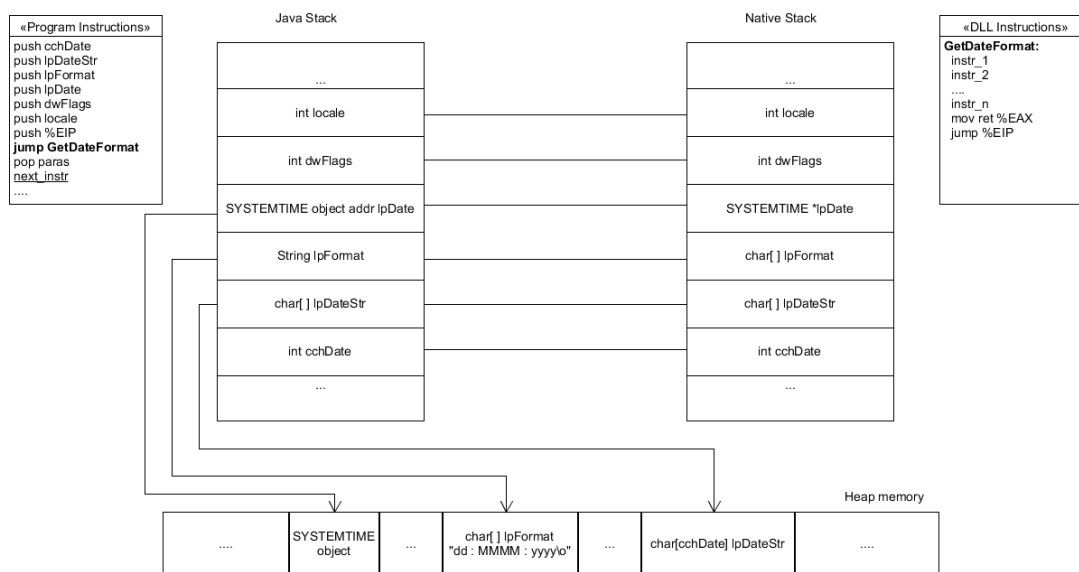 Java Stack
Native Stack
«Program Instructions»
push cchDate
push lpDateStr
push lpFormat
push lpDate
push dwFlags
push locale
push %EIP
jump GetDateFormat
pop paras
next_instr
....
...
int locale
int dwFlags
SYSTEMTIME object addr lpDate
String lpFormat
char[ ] lpDateStr
int cchDate
...
...
int locale
int dwFlags
SYSTEMTIME *lpDate
char[ ] lpFormat
char[ ] lpDateStr
int cchDate
...
«DLL Instructions»
GetDateFormat:
instr_1
instr_2
....
instr_n
mov ret %EAX
jump %EIP
Heap memory
....
SYSTEMTIME
object
...
char[ ] lpFormat
"dd : MMMM : yyyy\o"
...
char[cchDate] lpDateStr
....